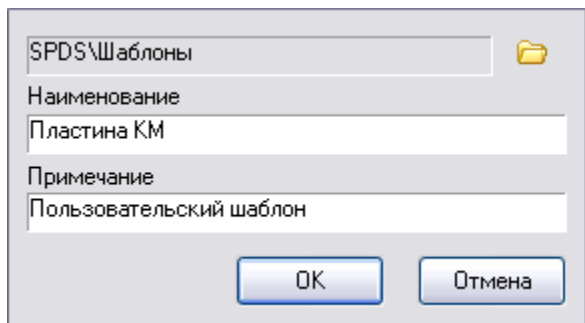 SPDS\Шаблоны
Наименование
Пластина КМ
Примечание
Пользовательский шаблон
OK
Отмена